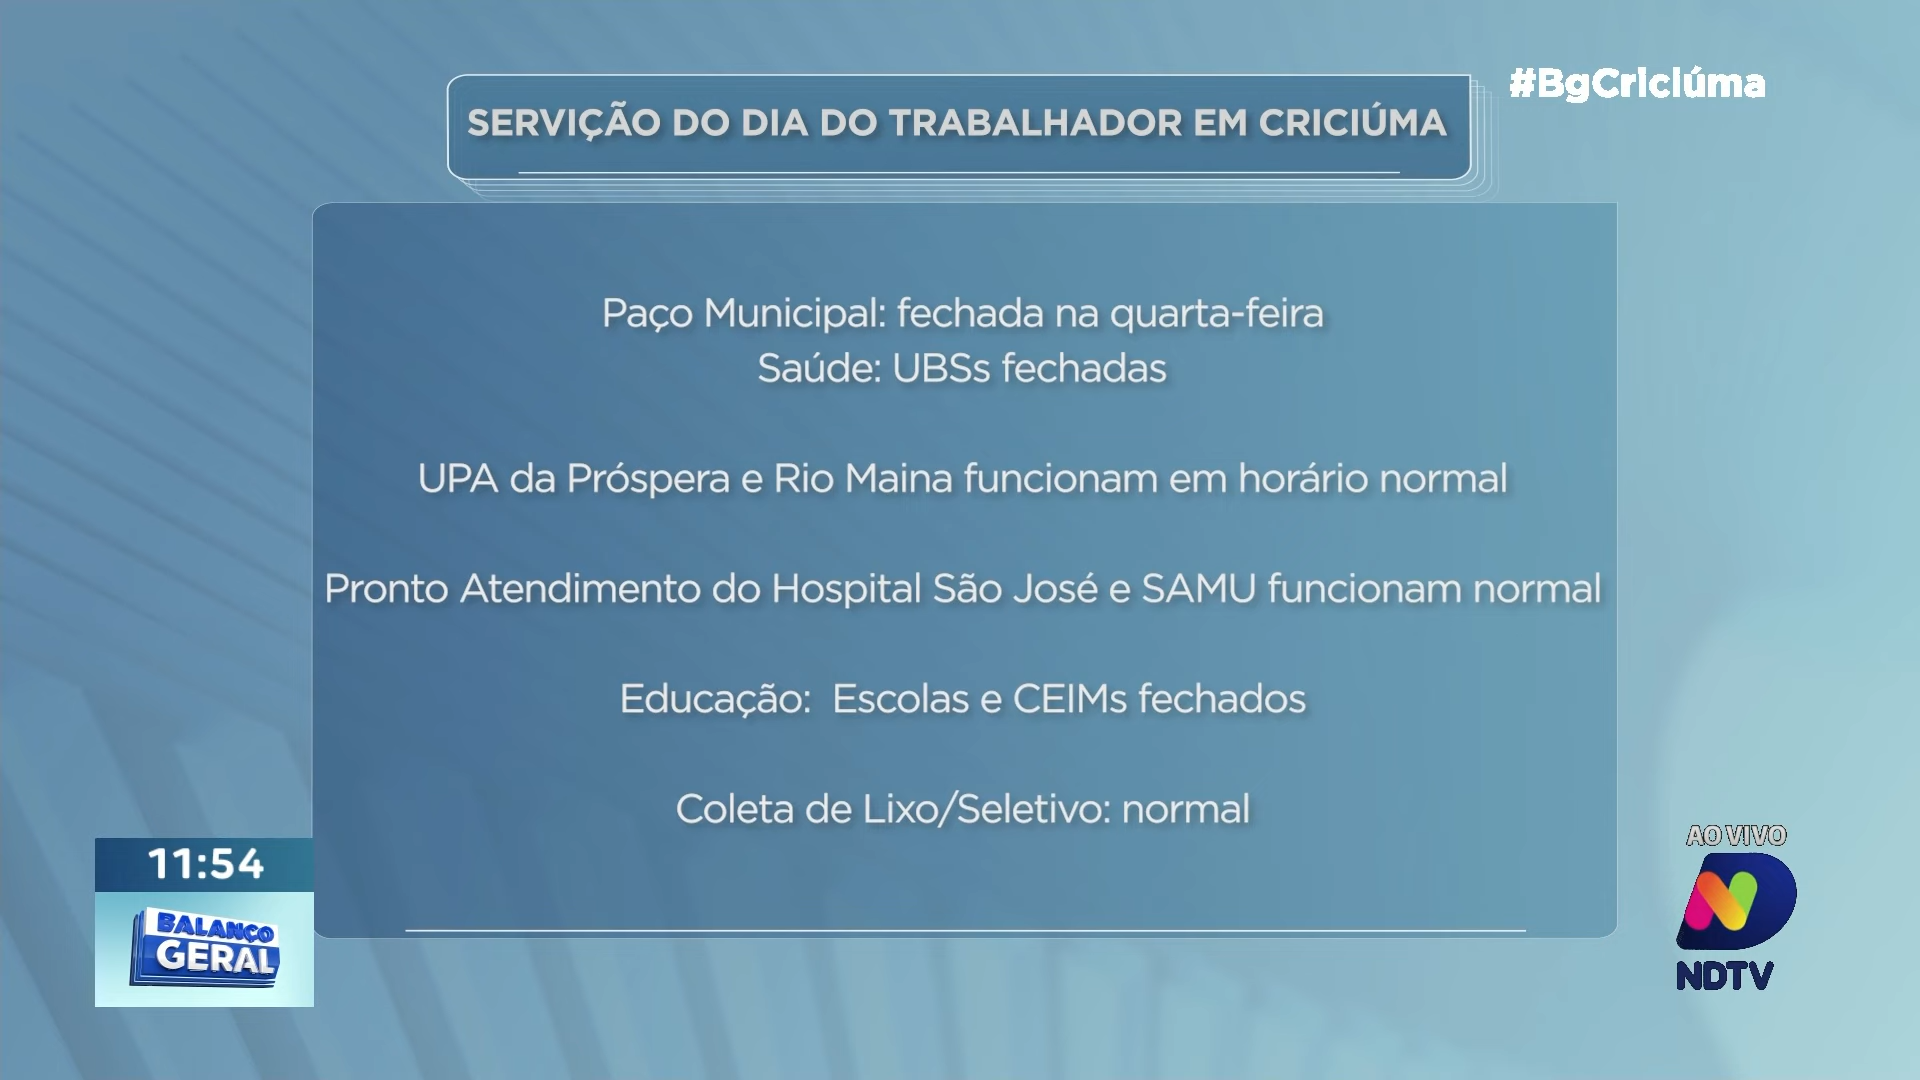 #BgCriciúma
SERVIÇÃO DO DIA DO TRABALHADOR EM CRICIÚMA
Paço Municipal: fechada na quarta-feira
Saúde: UBSs fechadas
UPA da Próspera e Rio Maina funcionam em horário normal
Pronto Atendimento do Hospital São José e SAMU funcionam normal
Educação:  Escolas e CEIMs fechados
Coleta de Lixo/Seletivo: normal
11:54
BALANÇO
GERAL
AO VIVO
NDTV